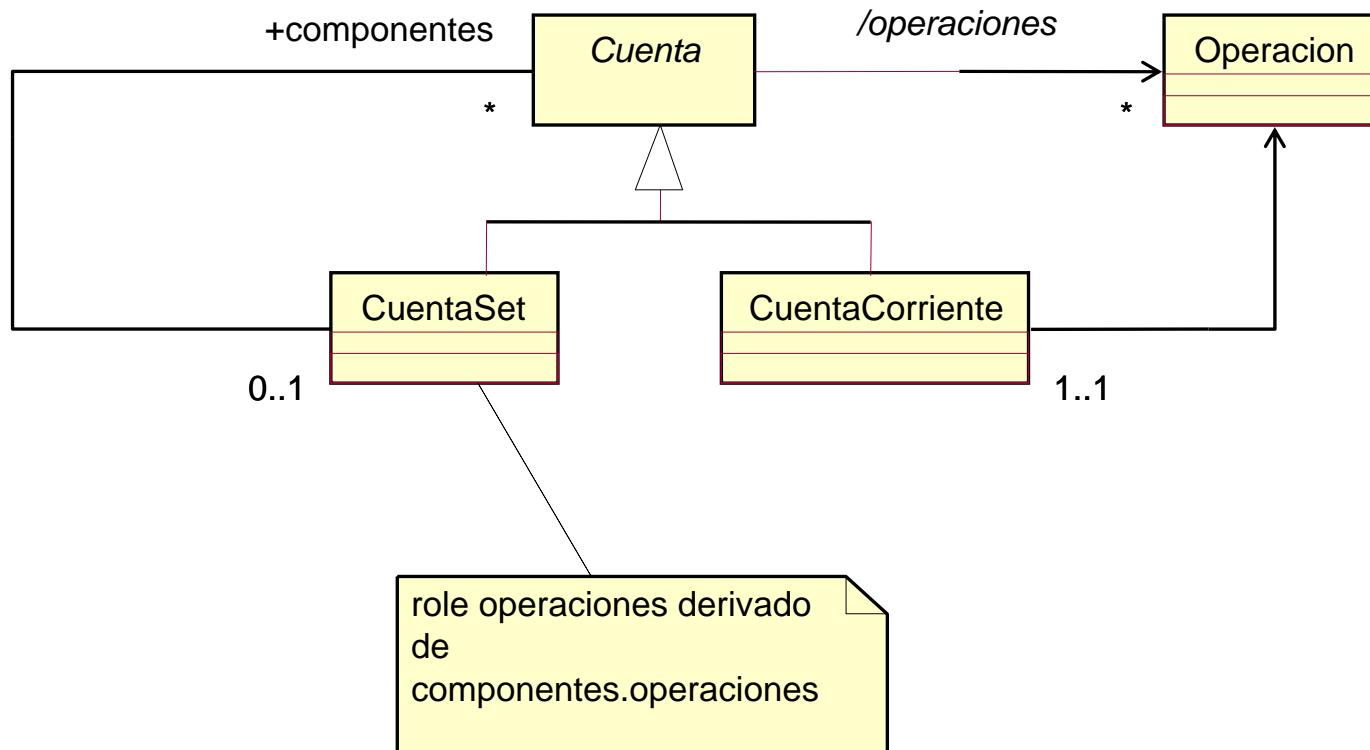 +componentes
Cuenta
/operaciones
Operacion
*
*
CuentaSet
CuentaCorriente
0..1
1..1
role operaciones derivado
de
componentes.operaciones